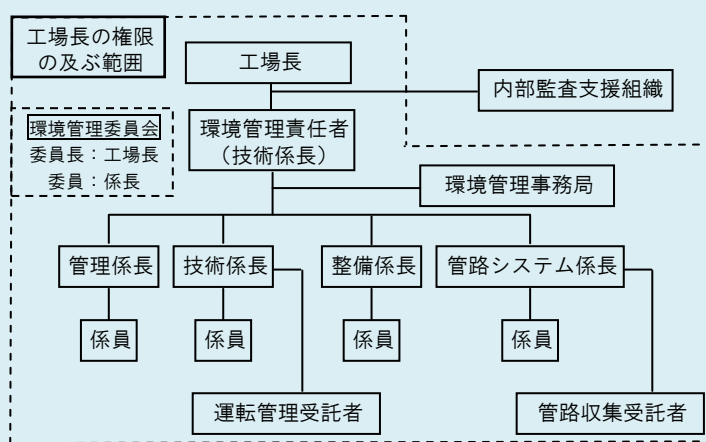 工場長の権限
の及ぶ範囲
工場長
内部監査支援組織
環境管理委員会
委員長：工場長
委員：係長
環境管理責任者
（技術係長）
環境管理事務局
管理係長
技術係長
整備係長
管路システム係長
係員
係員
係員
係員
運転管理受託者
管路収集受託者